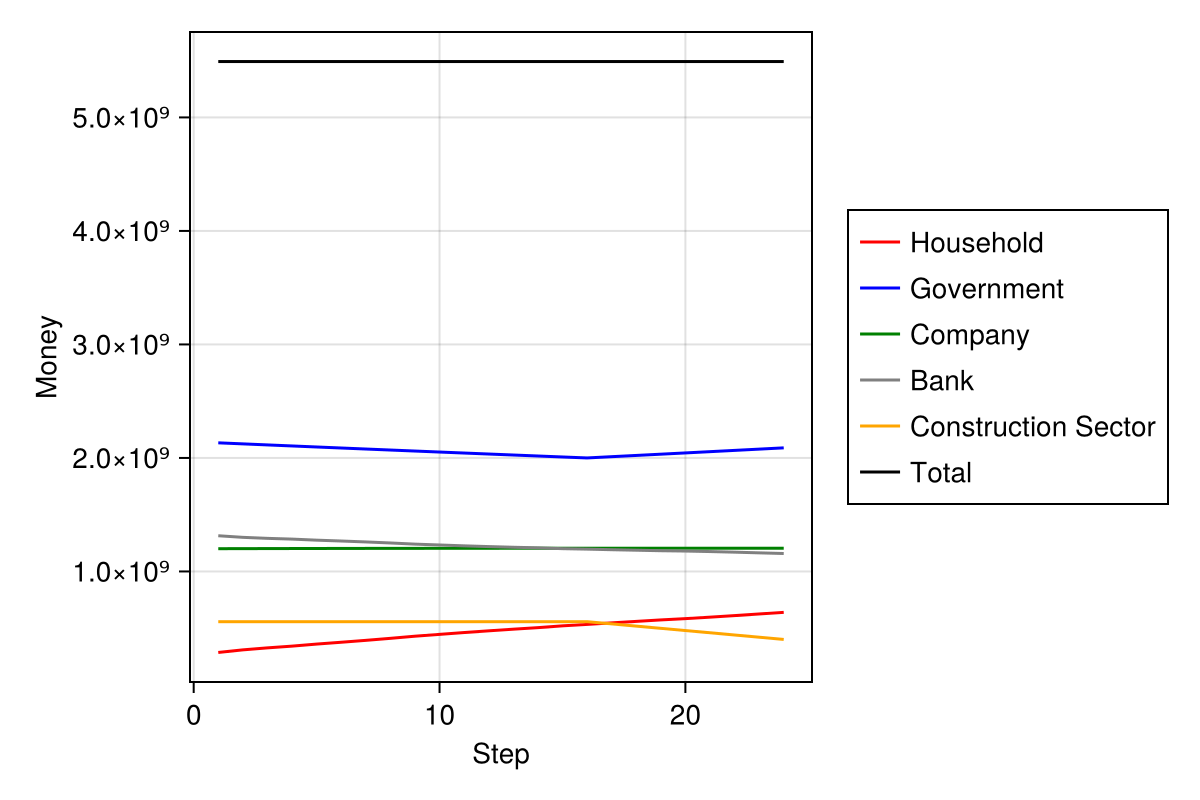 5.0×10⁹
4.0×10⁹
3.0×10⁹
2.0×10⁹
1.0×10⁹
Money
0 10 20
Step
Household
Government
Company
Bank
Construction Sector
Total